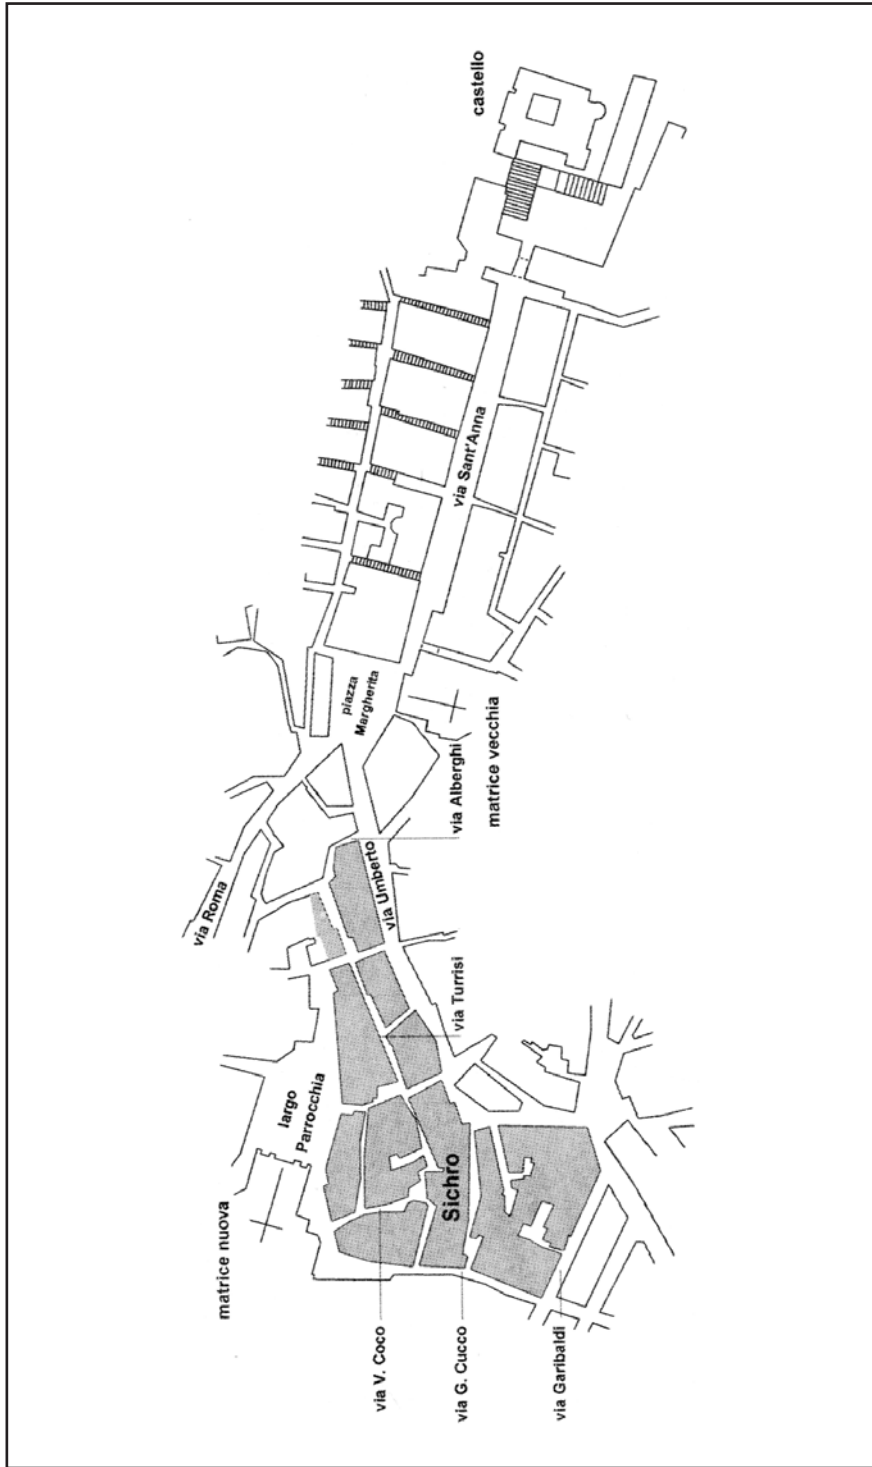 castello
via Sant'Anna
piazza
Margherita
matrice vecchia
via Alberghi
via Umberto
via Roma
via Turrisi
largo
Parrocchia
Sichro
matrice nuova
via V. Coco
via G. Cucco
via Garibaldi